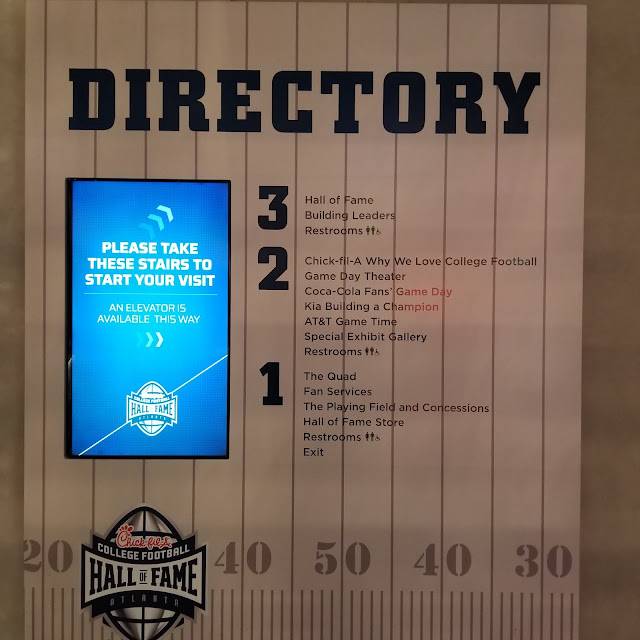 DIRECTORY
PLEASE TAKE
THESE STAIRS TO
START YOUR VISIT
AN ELEVATOR IS
AVAILABLE THIS WAY
COLLEGE FOOTBALL
HALL OF FAME
ATLANTA
3
Hall of Fame
Building Leaders
Restrooms
2
Chick-fil-A Why We Love College Football
Game Day Theater
Coca-Cola Fans' Game Day
Kia Building a Champion
AT&T Game Time
Special Exhibit Gallery
Restrooms
1
The Quad
Fan Services
The Playing Field and Concessions
Hall of Fame Store
Restrooms
Exit
20 40 50 40 30
Chick-fil-A
COLLEGE FOOTBALL
HALL OF FAME
ATLANTA